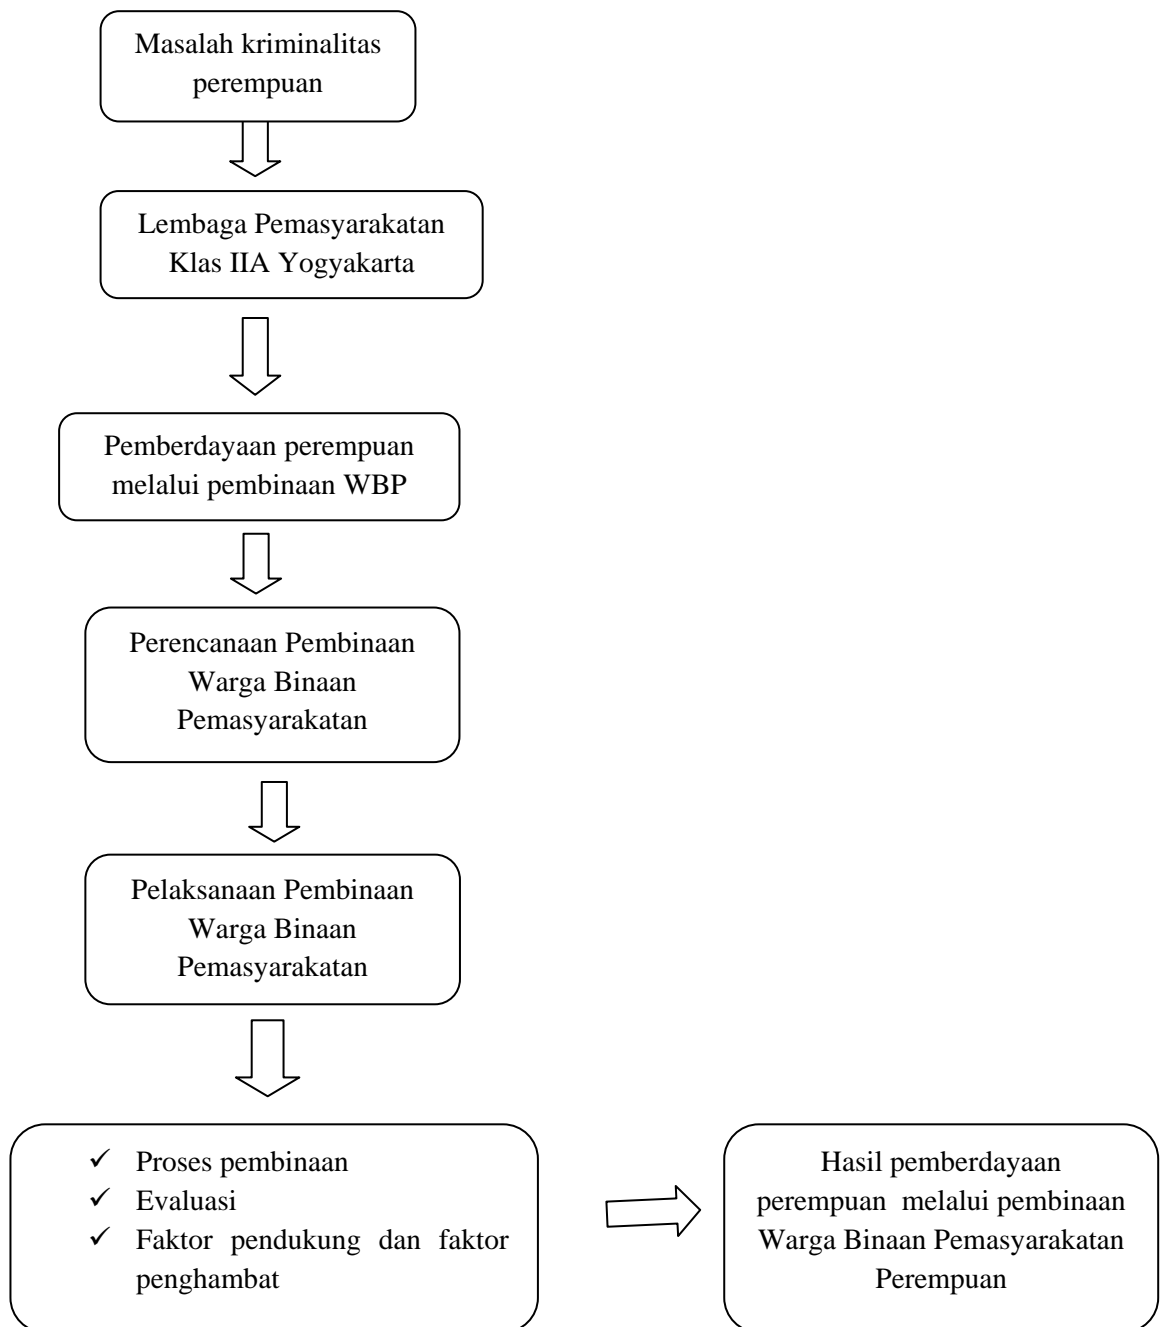 Masalah kriminalitas
perempuan
Lembaga Pemasyarakatan
Klas IIA Yogyakarta
Pemberdayaan perempuan
melalui pembinaan WBP
Perencanaan Pembinaan
Warga Binaan
Pemasyarakatan
Pelaksanaan Pembinaan
Warga Binaan
Pemasyarakatan
✓ Proses pembinaan
✓ Evaluasi
✓ Faktor pendukung dan faktor
penghambat
Hasil pemberdayaan
perempuan melalui pembinaan
Warga Binaan Pemasyarakatan
Perempuan